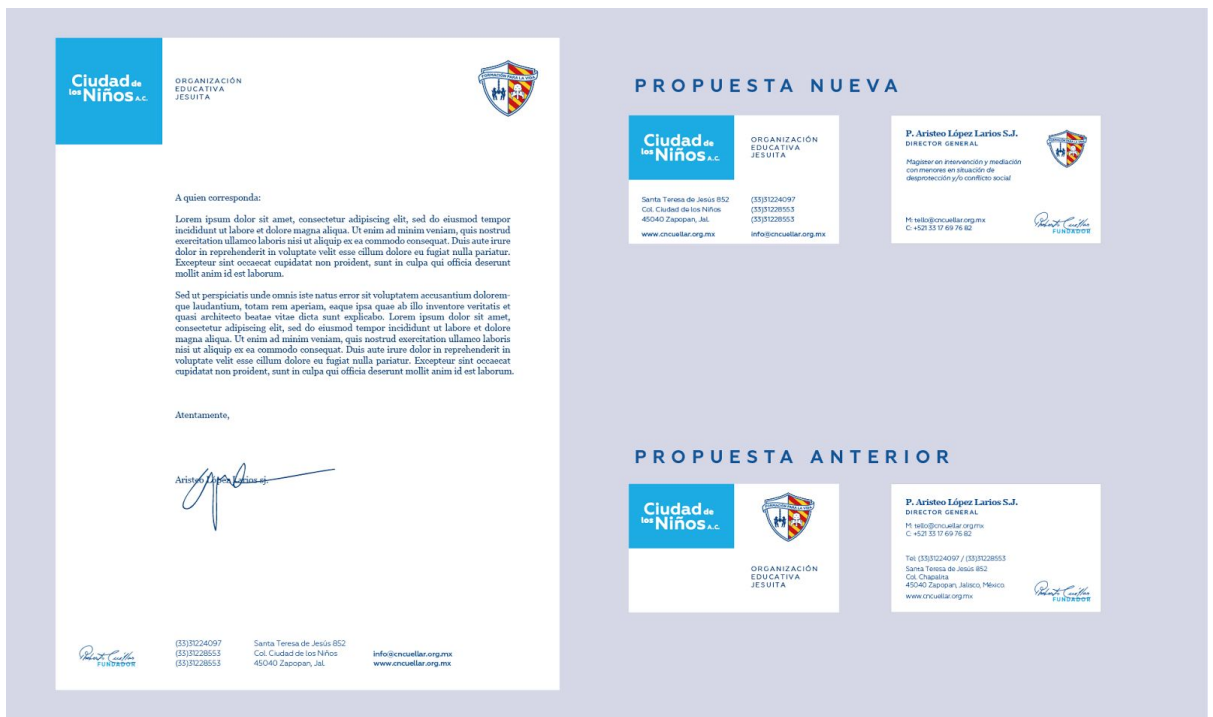 Ciudad de
los Niños A.C.
ORGANIZACIÓN
EDUCATIVA
JESUITA
FORMACIÓN PARA LA VIDA
A quien corresponda:
Lorem ipsum dolor sit amet, consectetur adipiscing elit, sed do eiusmod tempor
incididunt ut labore et dolore magna aliqua. Ut enim ad minim veniam, quis nostrud
exercitation ullamco laboris nisi ut aliquip ex ea commodo consequat. Duis aute irure
dolor in reprehenderit in voluptate velit esse cillum dolore eu fugiat nulla pariatur.
Excepteur sint occaecat cupidatat non proident, sunt in culpa qui officia deserunt
mollit anim id est laborum.
Sed ut perspiciatis unde omnis iste natus error sit voluptatem accusantium dolorem-
que laudantium, totam rem aperiam, eaque ipsa quae ab illo inventore veritatis et
quasi architecto beatae vitae dicta sunt explicabo. Lorem ipsum dolor sit amet,
consectetur adipiscing elit, sed do eiusmod tempor incididunt ut labore et dolore
magna aliqua. Ut enim ad minim veniam, quis nostrud exercitation ullamco laboris
nisi ut aliquip ex ea commodo consequat. Duis aute irure dolor in reprehenderit in
voluptate velit esse cillum dolore eu fugiat nulla pariatur. Excepteur sint occaecat
cupidatat non proident, sunt in culpa qui officia deserunt mollit anim id est laborum.
Atentamente,
Aristeo López Larios sj.
FUNDADOR
(33)31224097
(33)31228553
(33)31228553
Santa Teresa de Jesús 852
Col. Ciudad de los Niños
45040 Zapopan, Jal.
info@cncuellar.org.mx
www.cncuellar.org.mx
PROPUESTA NUEVA
Ciudad de
los Niños A.C.
ORGANIZACIÓN
EDUCATIVA
JESUITA
Santa Teresa de Jesús 852
Col. Ciudad de los Niños
45040 Zapopan, Jal.
www.cncuellar.org.mx
(33)31224097
(33)31228553
(33)31228553
info@cncuellar.org.mx
P. Aristeo López Larios S.J.
DIRECTOR GENERAL
Magister en intervención y mediación
con menores en situación de
desprotección y/o conflicto social
M: tello@cncuellar.org.mx
C: +521 33 17 69 76 82
FUNDADOR
PROPUESTA ANTERIOR
Ciudad de
los Niños A.C.
FORMACIÓN PARA LA VIDA
ORGANIZACIÓN
EDUCATIVA
JESUITA
P. Aristeo López Larios S.J.
DIRECTOR GENERAL
M: tello@cncuellar.org.mx
C: +521 33 17 69 76 82
Tel: (33)31224097 / (33)31228553
Santa Teresa de Jesús 852
Col. Chapalita
45040 Zapopan, Jalisco, México.
www.cncuellar.org.mx
FUNDADOR